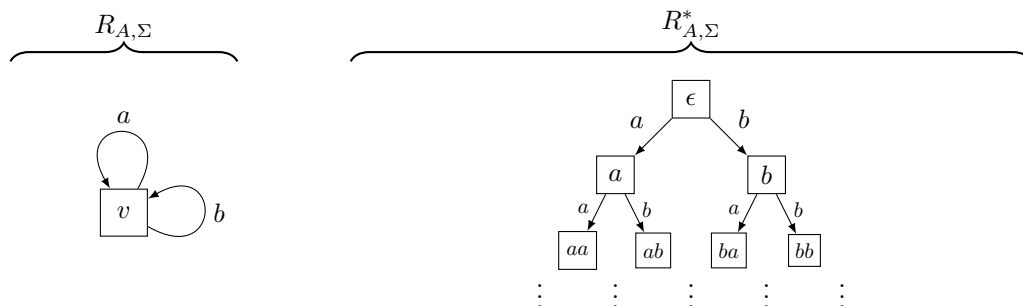 R_{A,Σ} R^*_{A,Σ}
ϵ
a a b
a b
v b a b a b
aa ab ba bb
⋮ ⋮ ⋮ ⋮ ⋮